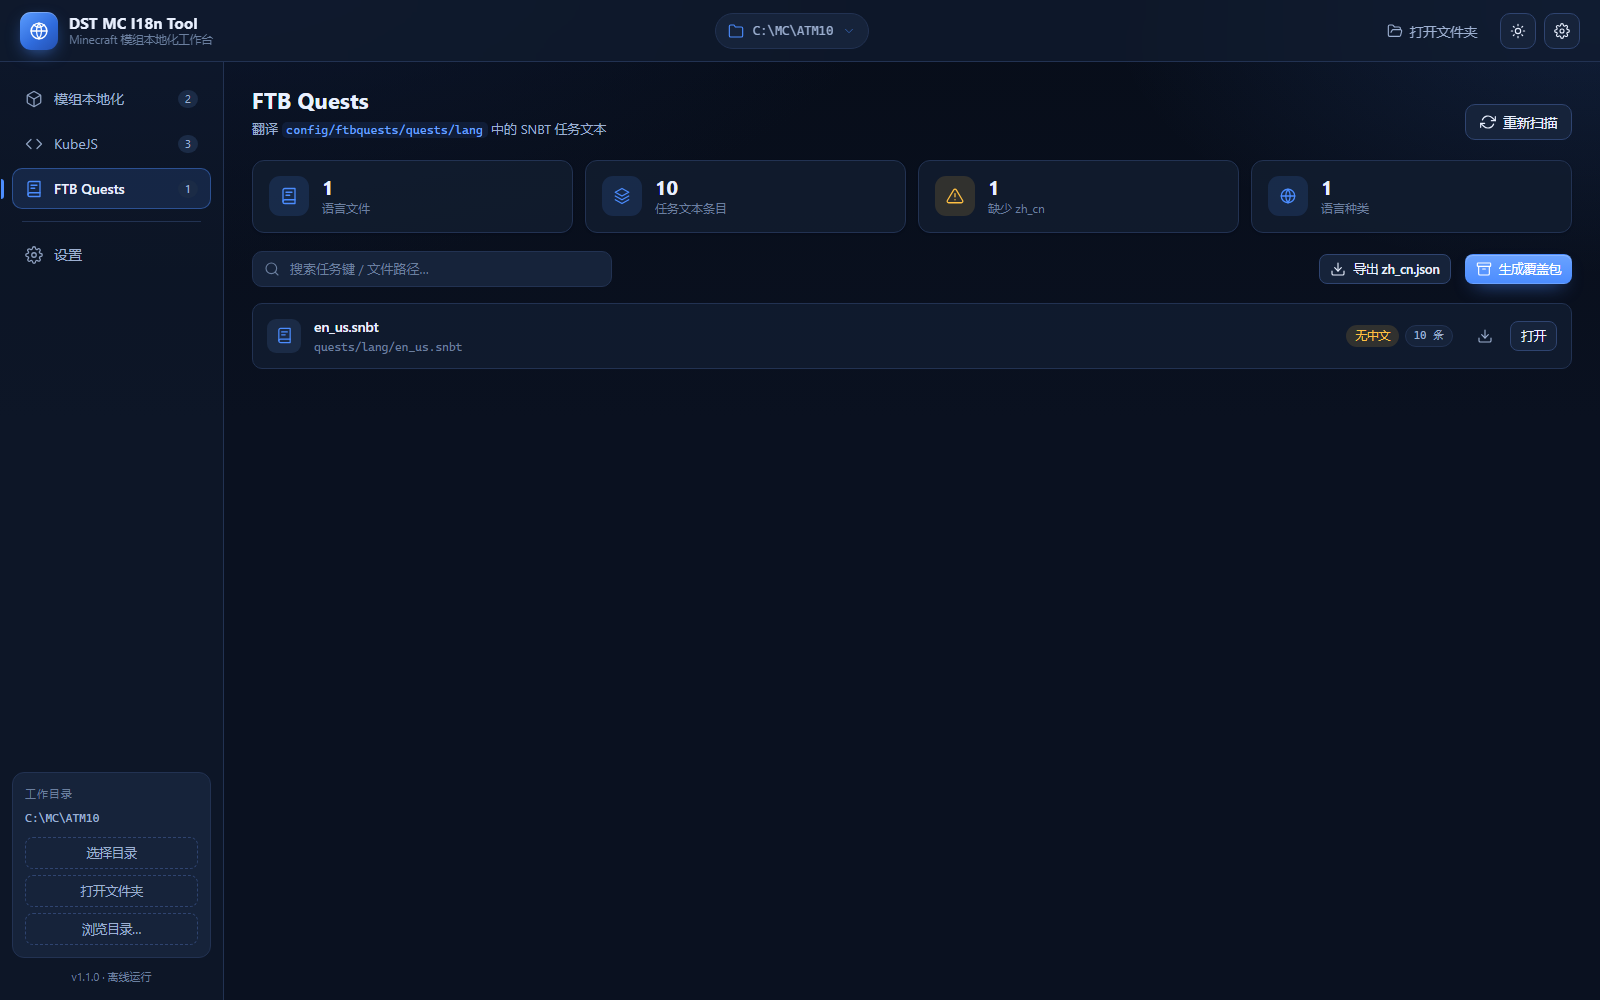 DST MC I18n Tool
Minecraft 模组本地化工作台
C:\MC\ATM10
打开文件夹
模组本地化 2
KubeJS 3
FTB Quests 1
设置
FTB Quests
翻译 config/ftbquests/quests/lang 中的 SNBT 任务文本
重新扫描
1
语言文件
10
任务文本条目
1
缺少 zh_cn
1
语言种类
搜索任务键 / 文件路径...
导出 zh_cn.json
生成覆盖包
en_us.snbt
quests/lang/en_us.snbt
无中文
10 条
打开
工作目录
C:\MC\ATM10
选择目录
打开文件夹
浏览目录...
v1.1.0 · 离线运行